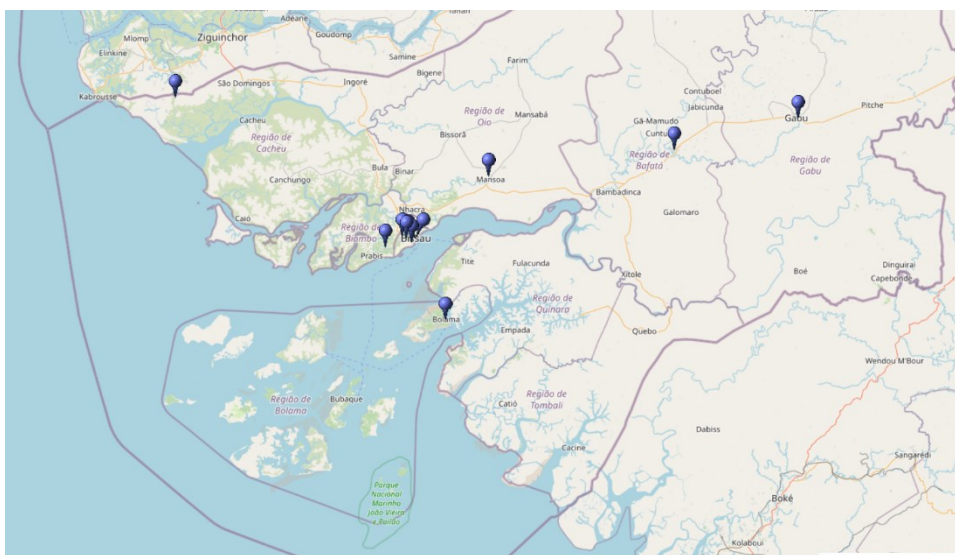 Adeane
Mlomp
Ziguinchor
Goudomp
Elinkine
Samine
Bigene
Farim
Kabrousse
São Domingos
Ingoré
Contuboel
Jabicunda
Pitche
Cacheu
Região de
Oio
Mansabá
Gabu
Gã-Mamudo
Região de
Cacheu
Bissorã
Região de
Bafatá
Região de
Gabu
Bula
Binar
Canchungo
Mansoa
Bambadinca
Nhacra
Galomaro
Caió
Região de
Biombo
Bissau
Prabis
Tite
Fulacunda
Xitole
Boé
Dinguirai
Capebonde
Região de
Quinara
Bolama
Empada
Quebo
Wendou M'Bour
Região de
Bolama
Bubaque
Catió
Região de
Tombali
Dabiss
Cacine
Sangarédi
Parque
Nacional
Marinho
João Vieira
e Poilão
Boké
Kolaboui